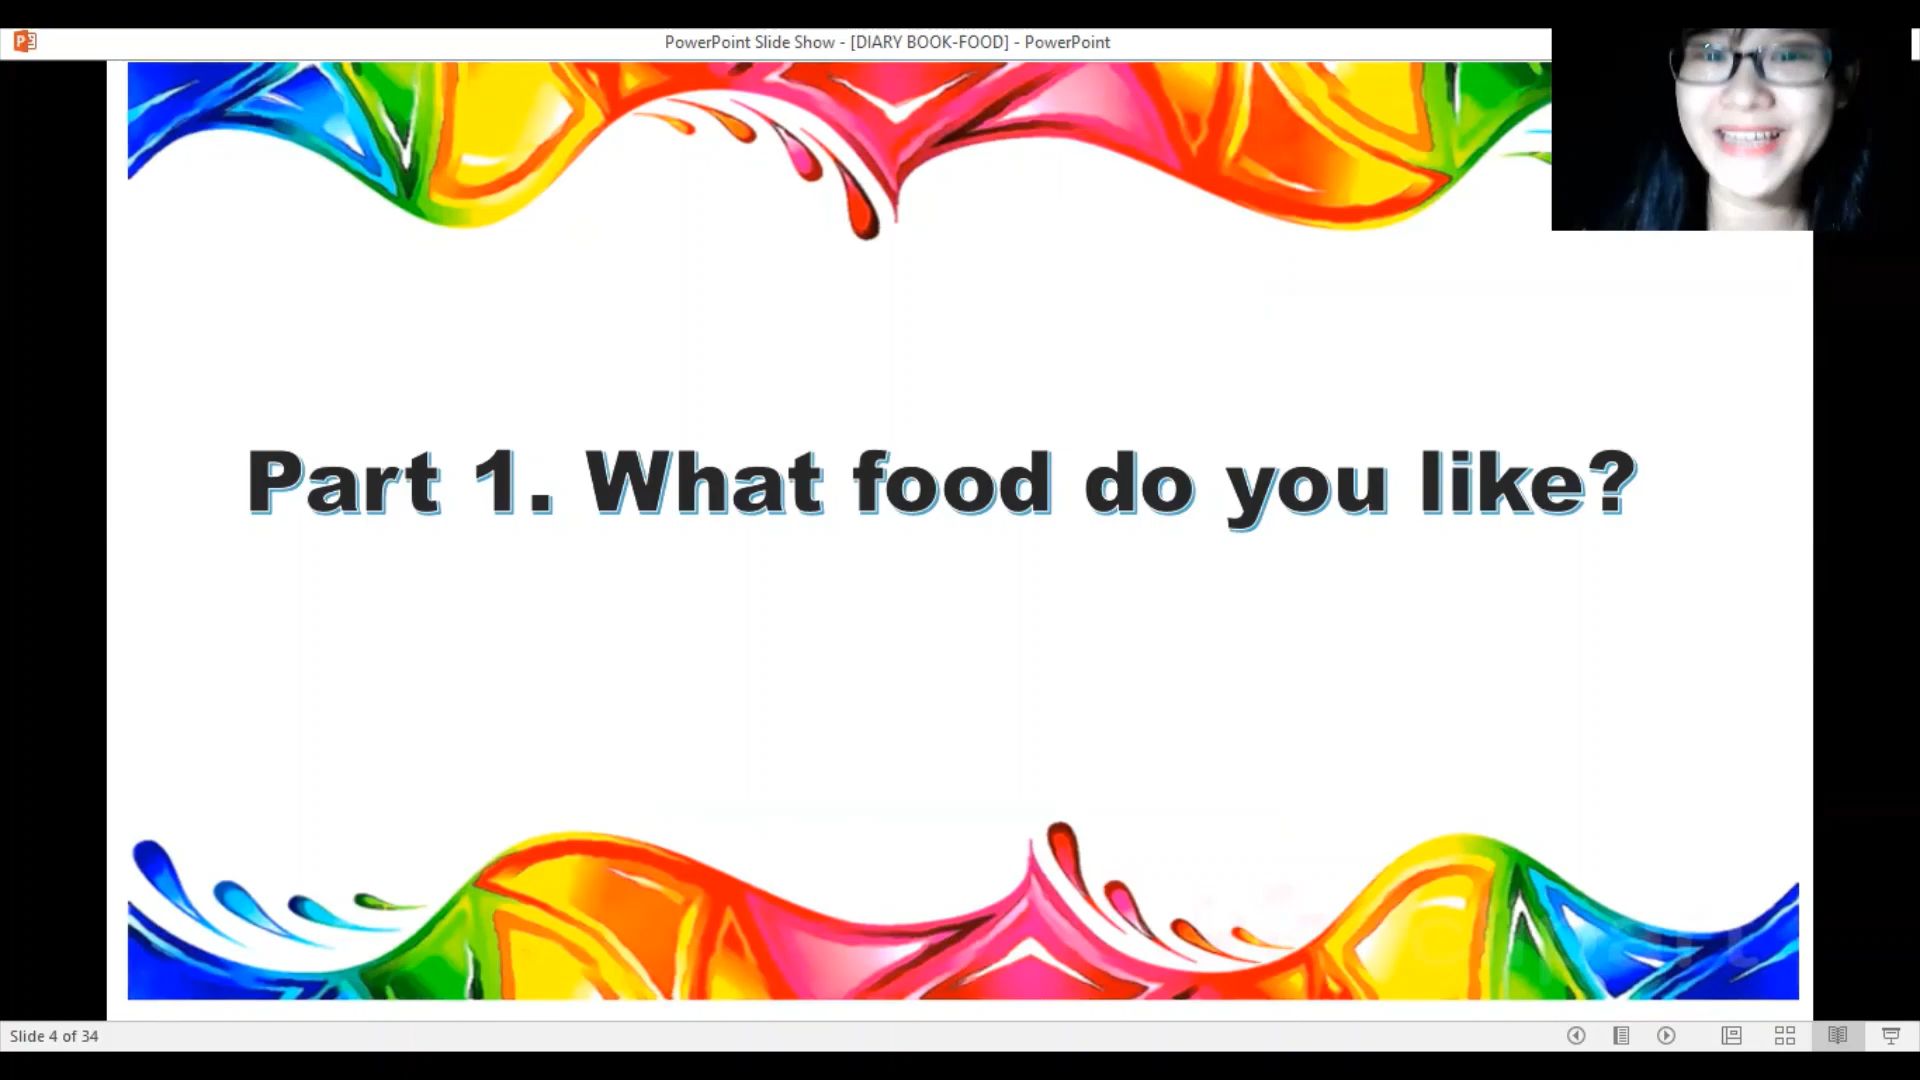 PowerPoint Slide Show - [DIARY BOOK-FOOD] - PowerPoint
Part 1. What food do you like?
Slide 4 of 34